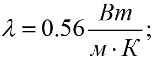 λ = 0.56 Вт / м · К ;